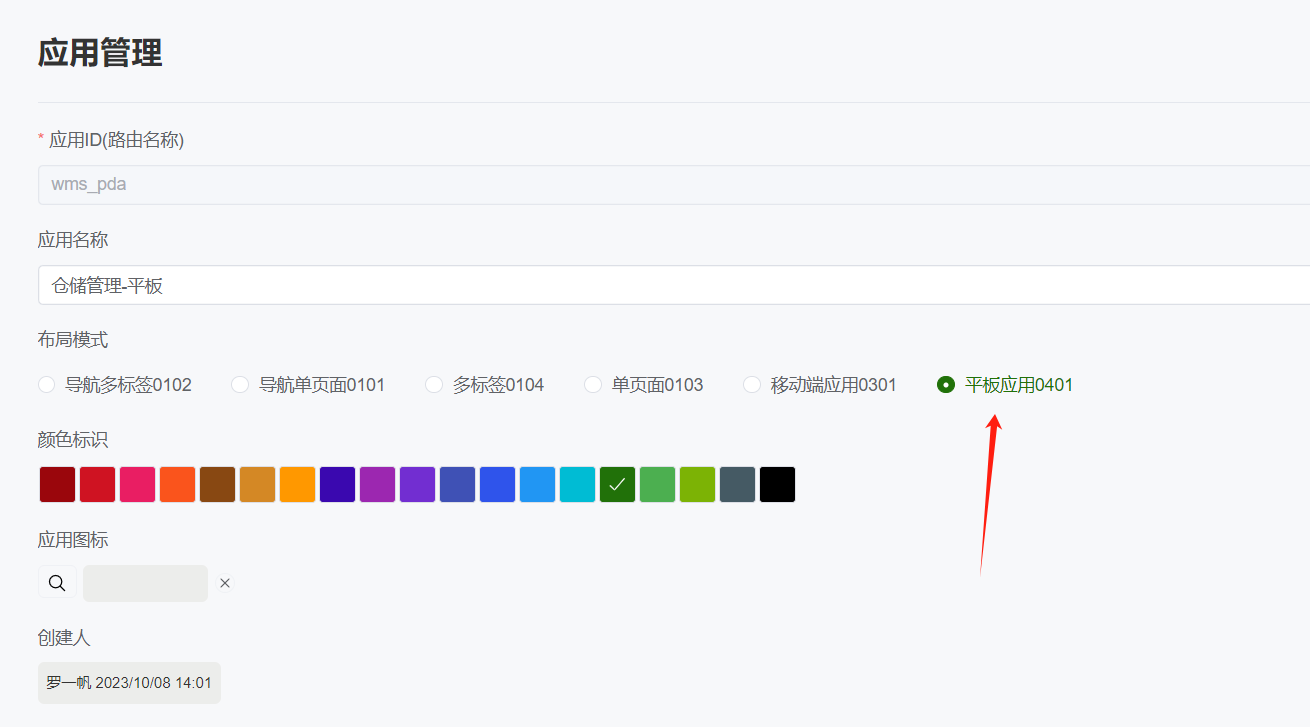 应用管理
* 应用ID(路由名称)
wms_pda
应用名称
仓储管理-平板
布局模式
导航多标签0102 导航单页面0101 多标签0104 单页面0103 移动端应用0301 平板应用0401
颜色标识
应用图标
创建人
罗一帆 2023/10/08 14:01